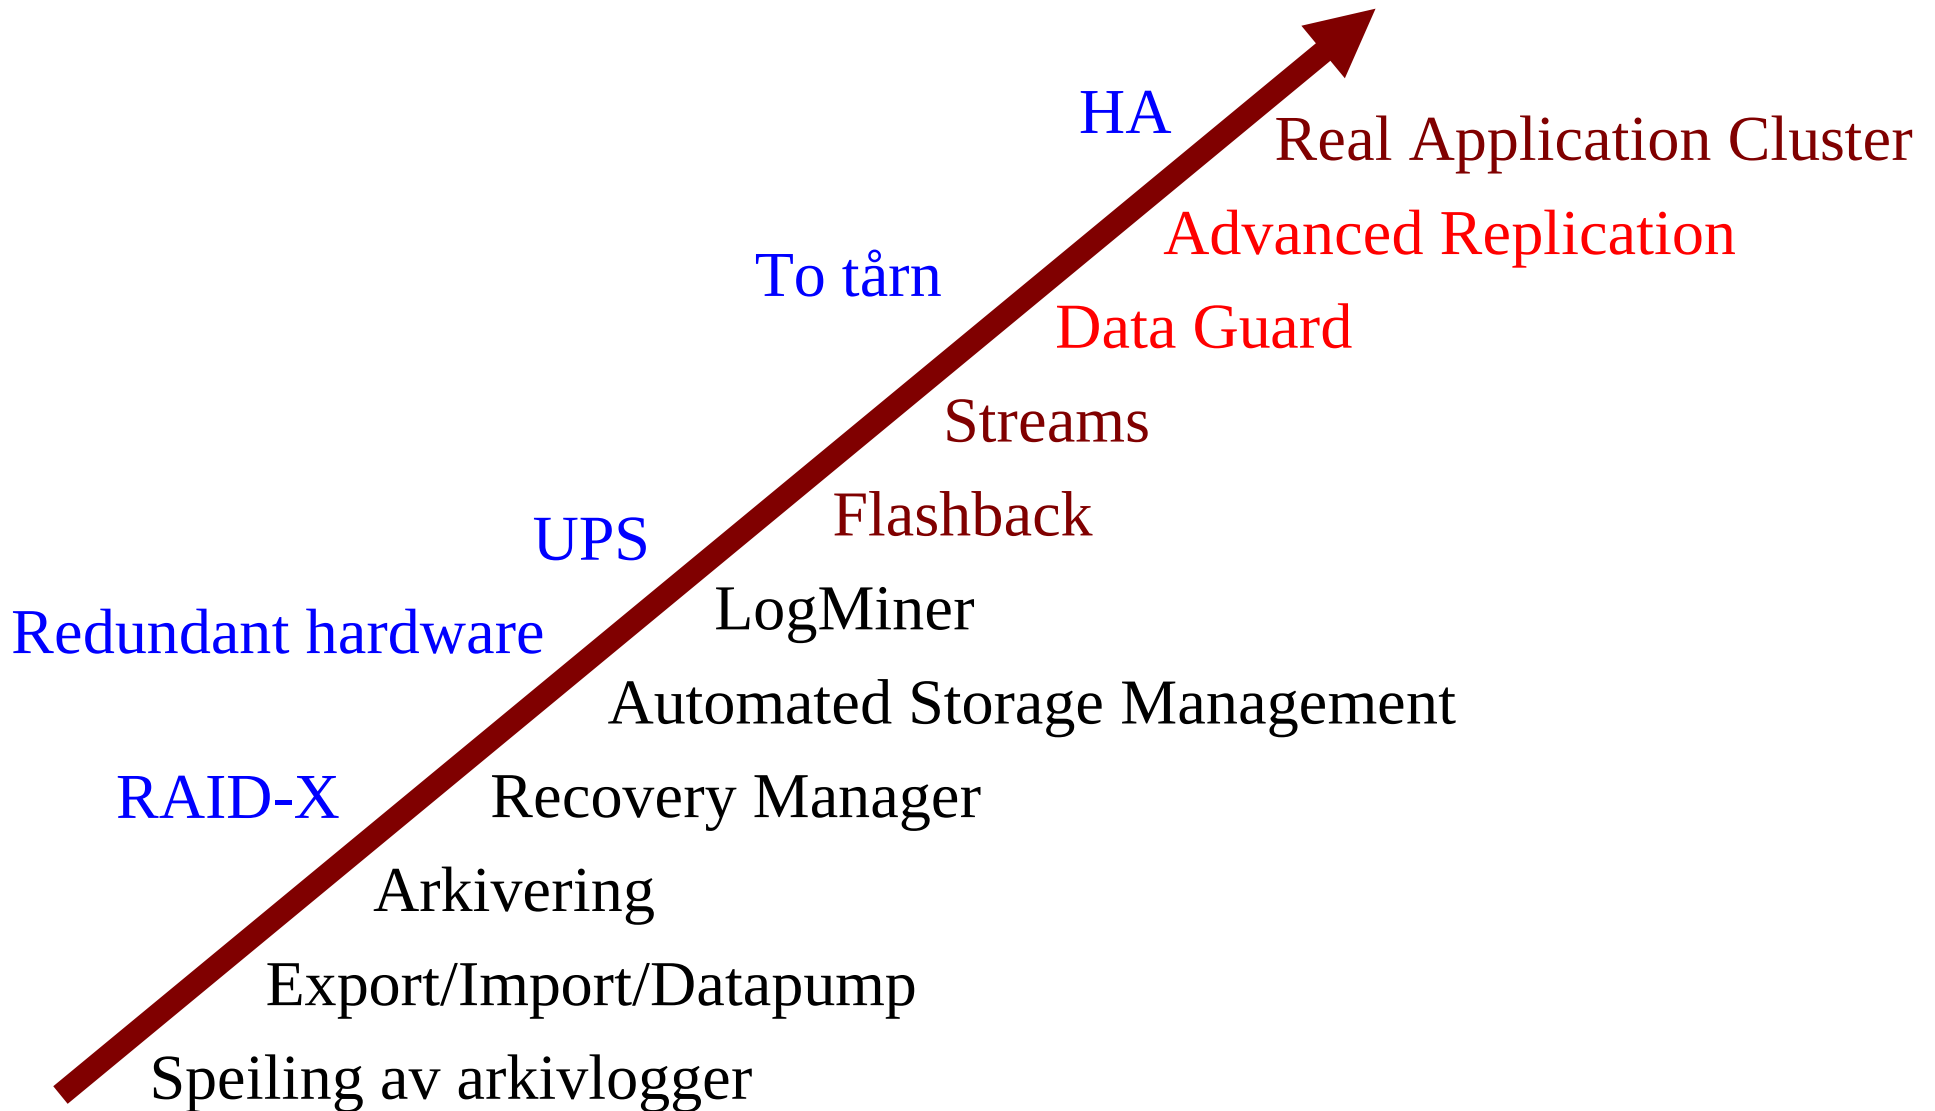 HA
Real Application Cluster
Advanced Replication
To tårn
Data Guard
Streams
Flashback
UPS
LogMiner
Redundant hardware
Automated Storage Management
RAID-X
Recovery Manager
Arkivering
Export/Import/Datapump
Speiling av arkivlogger